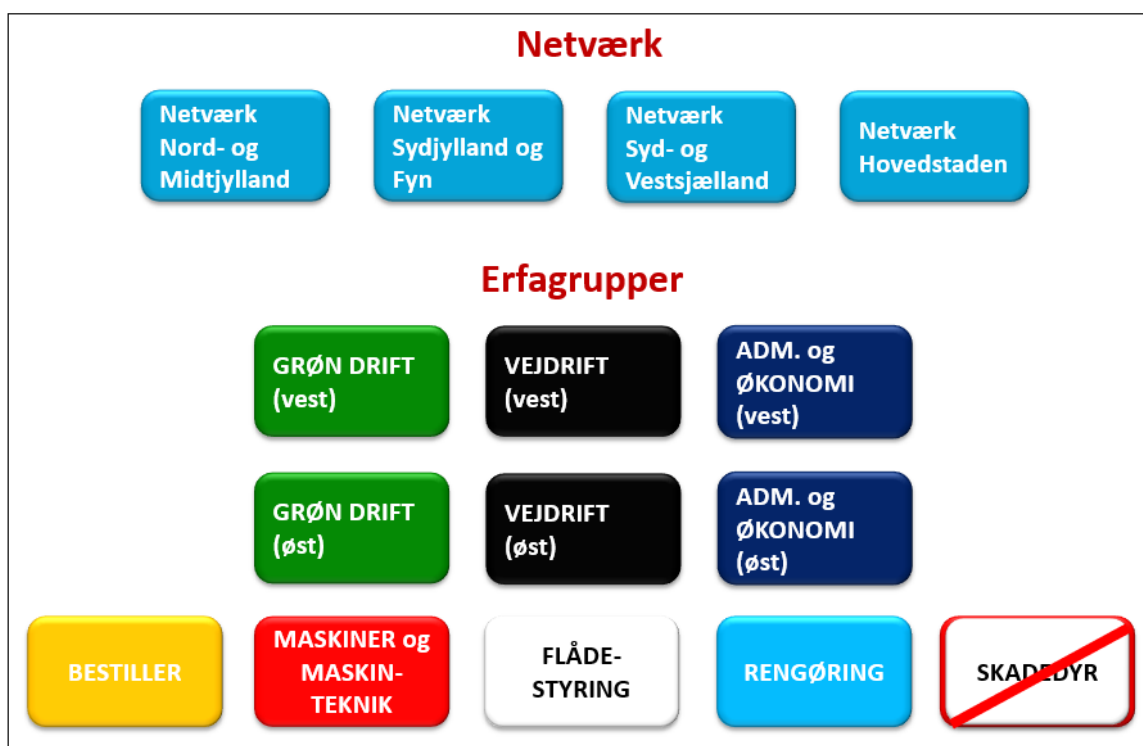 Netværk
Netværk
Nord- og
Midtjylland
Netværk
Sydjylland og
Fyn
Netværk
Syd- og
Vestsjælland
Netværk
Hovedstaden
Erfagrupper
GRØN DRIFT
(vest)
VEJDRIFT
(vest)
ADM. og
ØKONOMI
(vest)
GRØN DRIFT
(øst)
VEJDRIFT
(øst)
ADM. og
ØKONOMI
(øst)
BESTILLER
MASKINER og
MASKIN-
TEKNIK
FLÅDE-
STYRING
RENGØRING
SKADEDYR